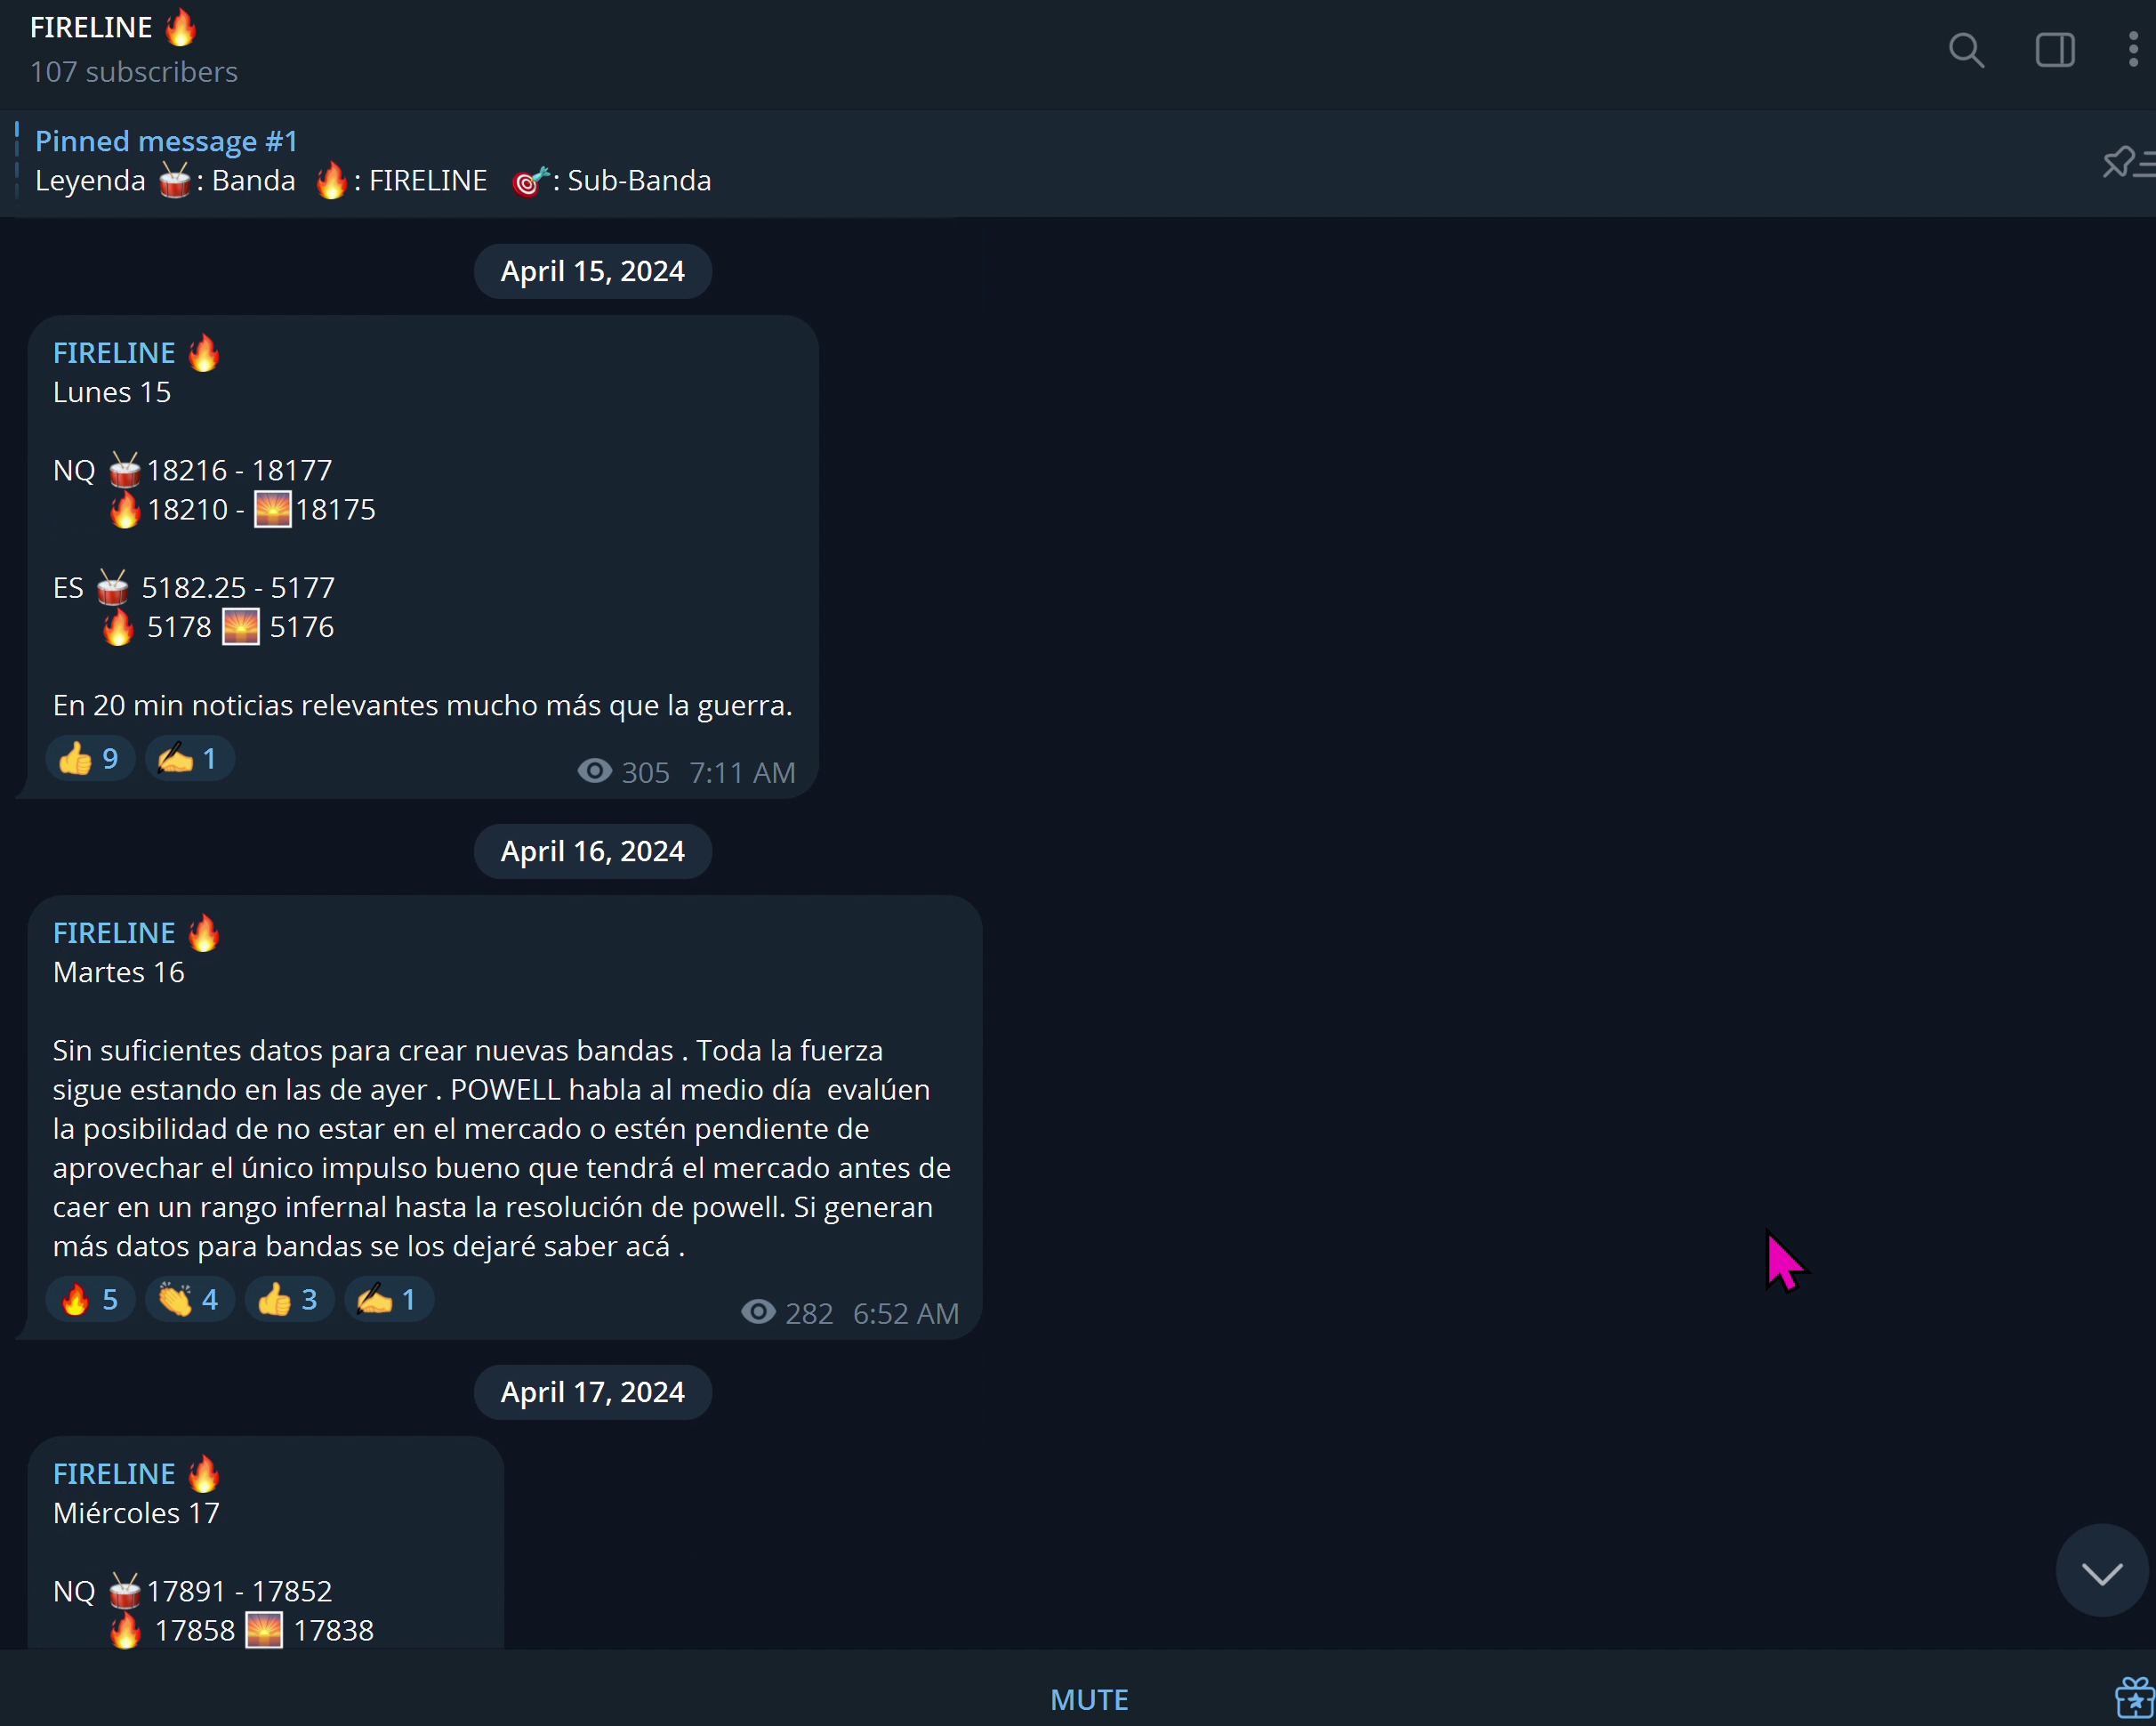 FIRELINE 🔥
107 subscribers
Pinned message #1
Leyenda 🥁: Banda 🔥: FIRELINE 🎯: Sub-Banda
April 15, 2024
FIRELINE 🔥
Lunes 15
NQ 🥁18216 - 18177
🔥18210 - 🌅18175
ES 🥁 5182.25 - 5177
🔥 5178 🌅 5176
En 20 min noticias relevantes mucho más que la guerra.
👍 9 ✍️ 1 305 7:11 AM
April 16, 2024
FIRELINE 🔥
Martes 16
Sin suficientes datos para crear nuevas bandas . Toda la fuerza
sigue estando en las de ayer . POWELL habla al medio día  evalúen
la posibilidad de no estar en el mercado o estén pendiente de
aprovechar el único impulso bueno que tendrá el mercado antes de
caer en un rango infernal hasta la resolución de powell. Si generan
más datos para bandas se los dejaré saber acá .
🔥 5 👏 4 👍 3 ✍️ 1 282 6:52 AM
April 17, 2024
FIRELINE 🔥
Miércoles 17
NQ 🥁17891 - 17852
🔥 17858 🌅 17838
MUTE